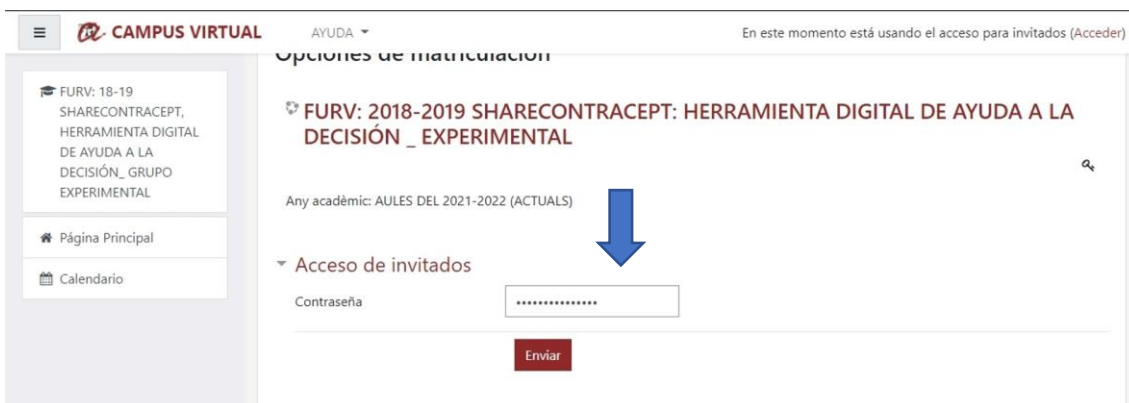 CAMPUS VIRTUAL
AYUDA
En este momento está usando el acceso para invitados (Acceder)
Opciones de matriculación
FURV: 18-19
SHARECONTRACEPT,
HERRAMIENTA DIGITAL
DE AYUDA A LA
DECISIÓN_ GRUPO
EXPERIMENTAL
Página Principal
Calendario
FURV: 2018-2019 SHARECONTRACEPT: HERRAMIENTA DIGITAL DE AYUDA A LA
DECISIÓN _ EXPERIMENTAL
Any acadèmic: AULES DEL 2021-2022 (ACTUALS)
Acceso de invitados
Contraseña
•••••••••••••••
Enviar